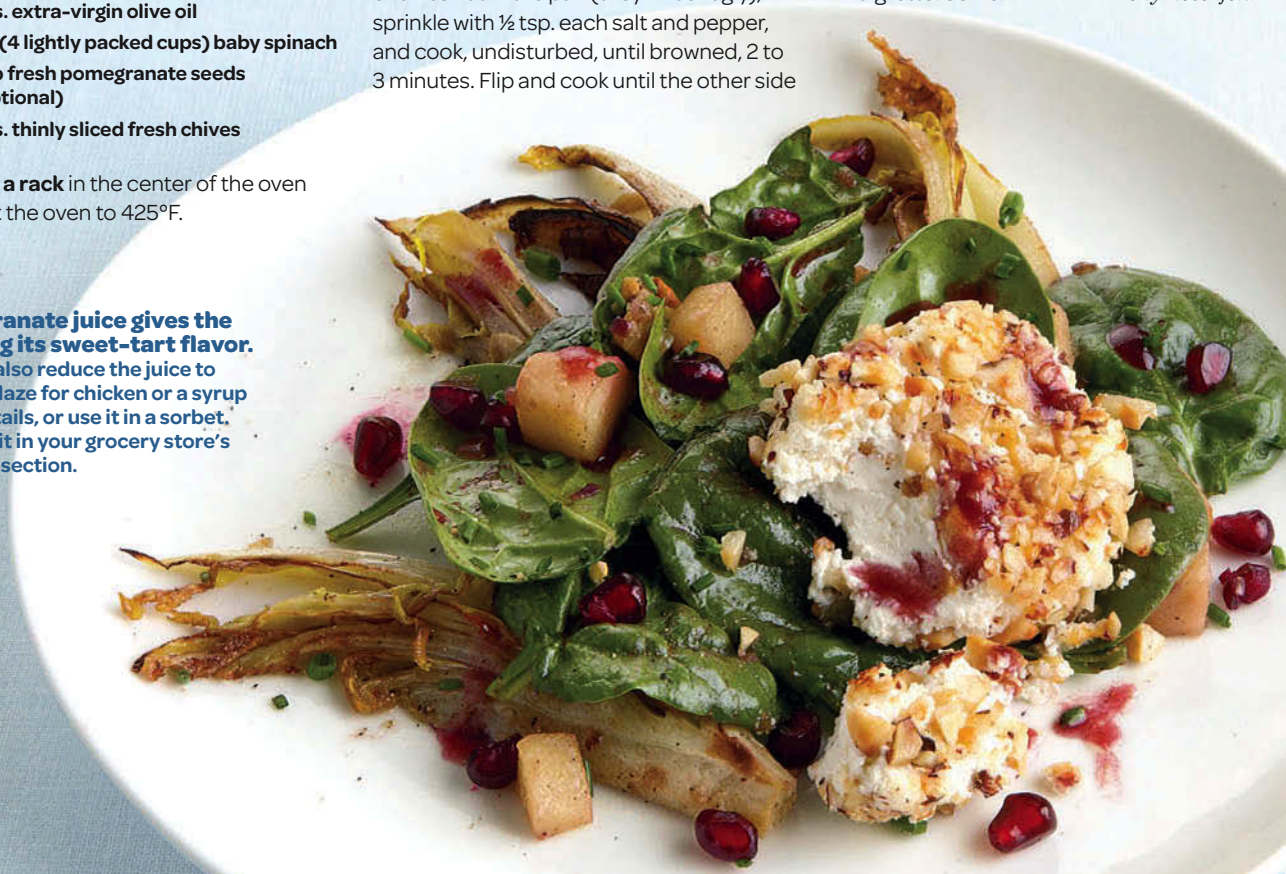 s. extra-virgin olive oil
(4 lightly packed cups) baby spinach
fresh pomegranate seeds
s. thinly sliced fresh chives
a rack in the center of the oven
the oven to 425°F.
juice gives the
its sweet-tart flavor.
also reduce the juice to
for chicken or a syrup
or use it in a sorbet.
it in your grocery store's
section.
sprinkle with ½ tsp. each salt and pepper,
and cook, undisturbed, until browned, 2 to
3 minutes. Flip and cook until the other side